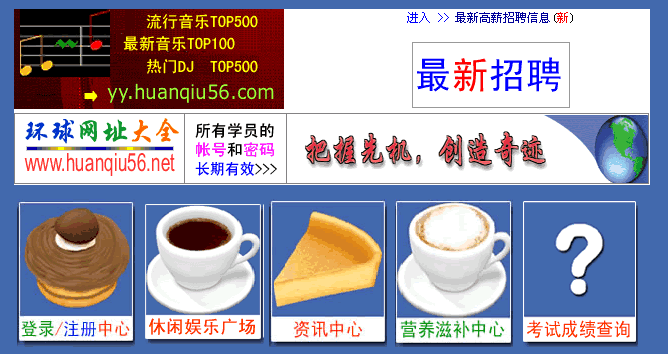 流行音乐TOP500
最新音乐TOP100
热门DJ TOP500
yy.huanqiu56.com
进入 >> 最新高薪招聘信息(新)
最新招聘
环球网址大全
www.huanqiu56.net
所有学员的
帐号和密码
长期有效>>>
把握先机，创造奇迹
登录/注册中心
休闲娱乐广场
资讯中心
营养滋补中心
?
考试成绩查询